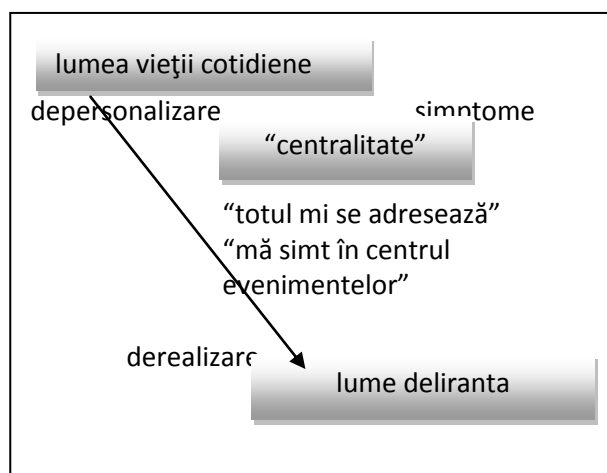 lumea vieţii cotidiene
depersonalizare simptome
“centralitate”
“totul mi se adresează”
“mă simt în centrul
evenimentelor”
derealizare
lume deliranta